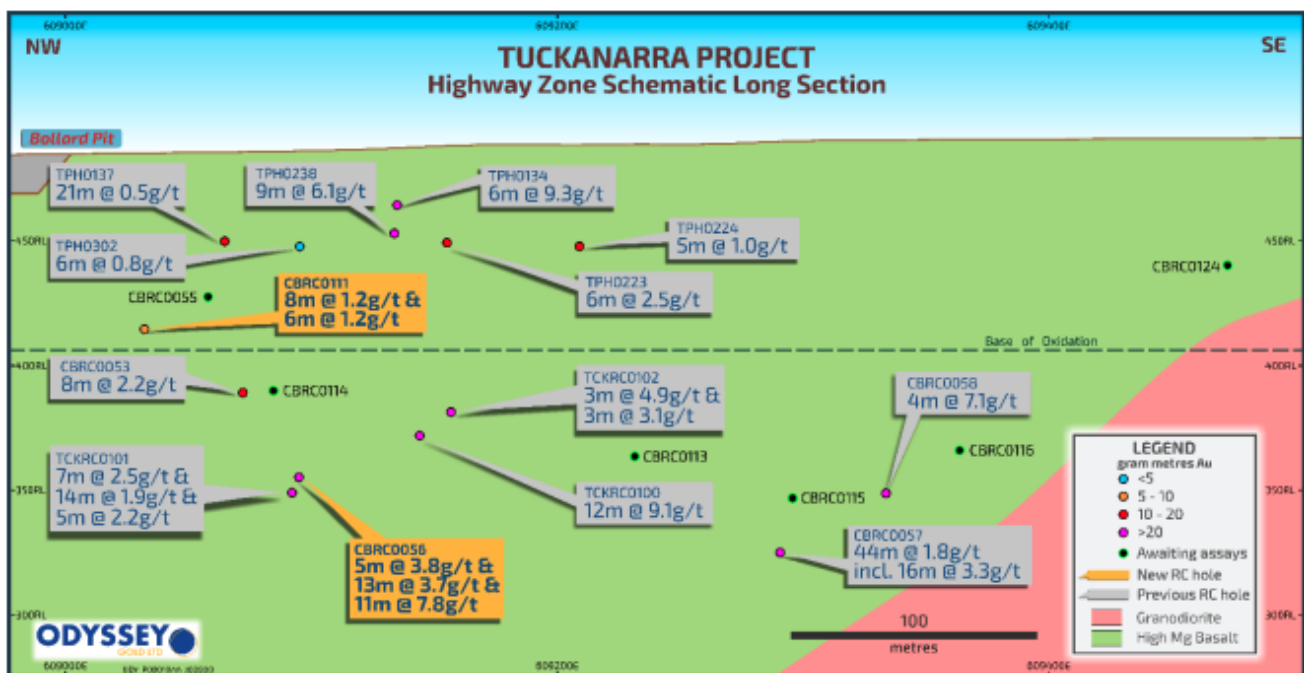 609000E
609200E
609400E
NW
SE
TUCKANARRA PROJECT
Highway Zone Schematic Long Section
Bollard Pit
TPH0137
21m @ 0.5g/t
TPH0238
9m @ 6.1g/t
TPH0134
6m @ 9.3g/t
TPH0224
5m @ 1.0g/t
450RL
450RL
TPH0302
6m @ 0.8g/t
TPH0223
6m @ 2.5g/t
CBRC0124
CBRC0055
CBRC0111
8m @ 1.2g/t &
6m @ 1.2g/t
Base of Oxidation
400RL
400RL
CBRC0053
8m @ 2.2g/t
CBRC0114
TCKRC0102
3m @ 4.9g/t &
3m @ 3.1g/t
CBRC0058
4m @ 7.1g/t
TCKRC0101
7m @ 2.5g/t &
14m @ 1.9g/t &
5m @ 2.2g/t
CBRC0113
CBRC0116
350RL
350RL
TCKRC0100
12m @ 9.1g/t
CBRC0115
CBRC0056
5m @ 3.8g/t &
13m @ 3.7g/t &
11m @ 7.8g/t
CBRC0057
44m @ 1.8g/t
incl. 16m @ 3.3g/t
LEGEND
gram metres Au
<5
5 - 10
10 - 20
>20
Awaiting assays
New RC hole
Previous RC hole
Granodiorite
High Mg Basalt
300RL
300RL
100
metres
ODYSSEY
GOLD LTD
609000E
609200E
609400E